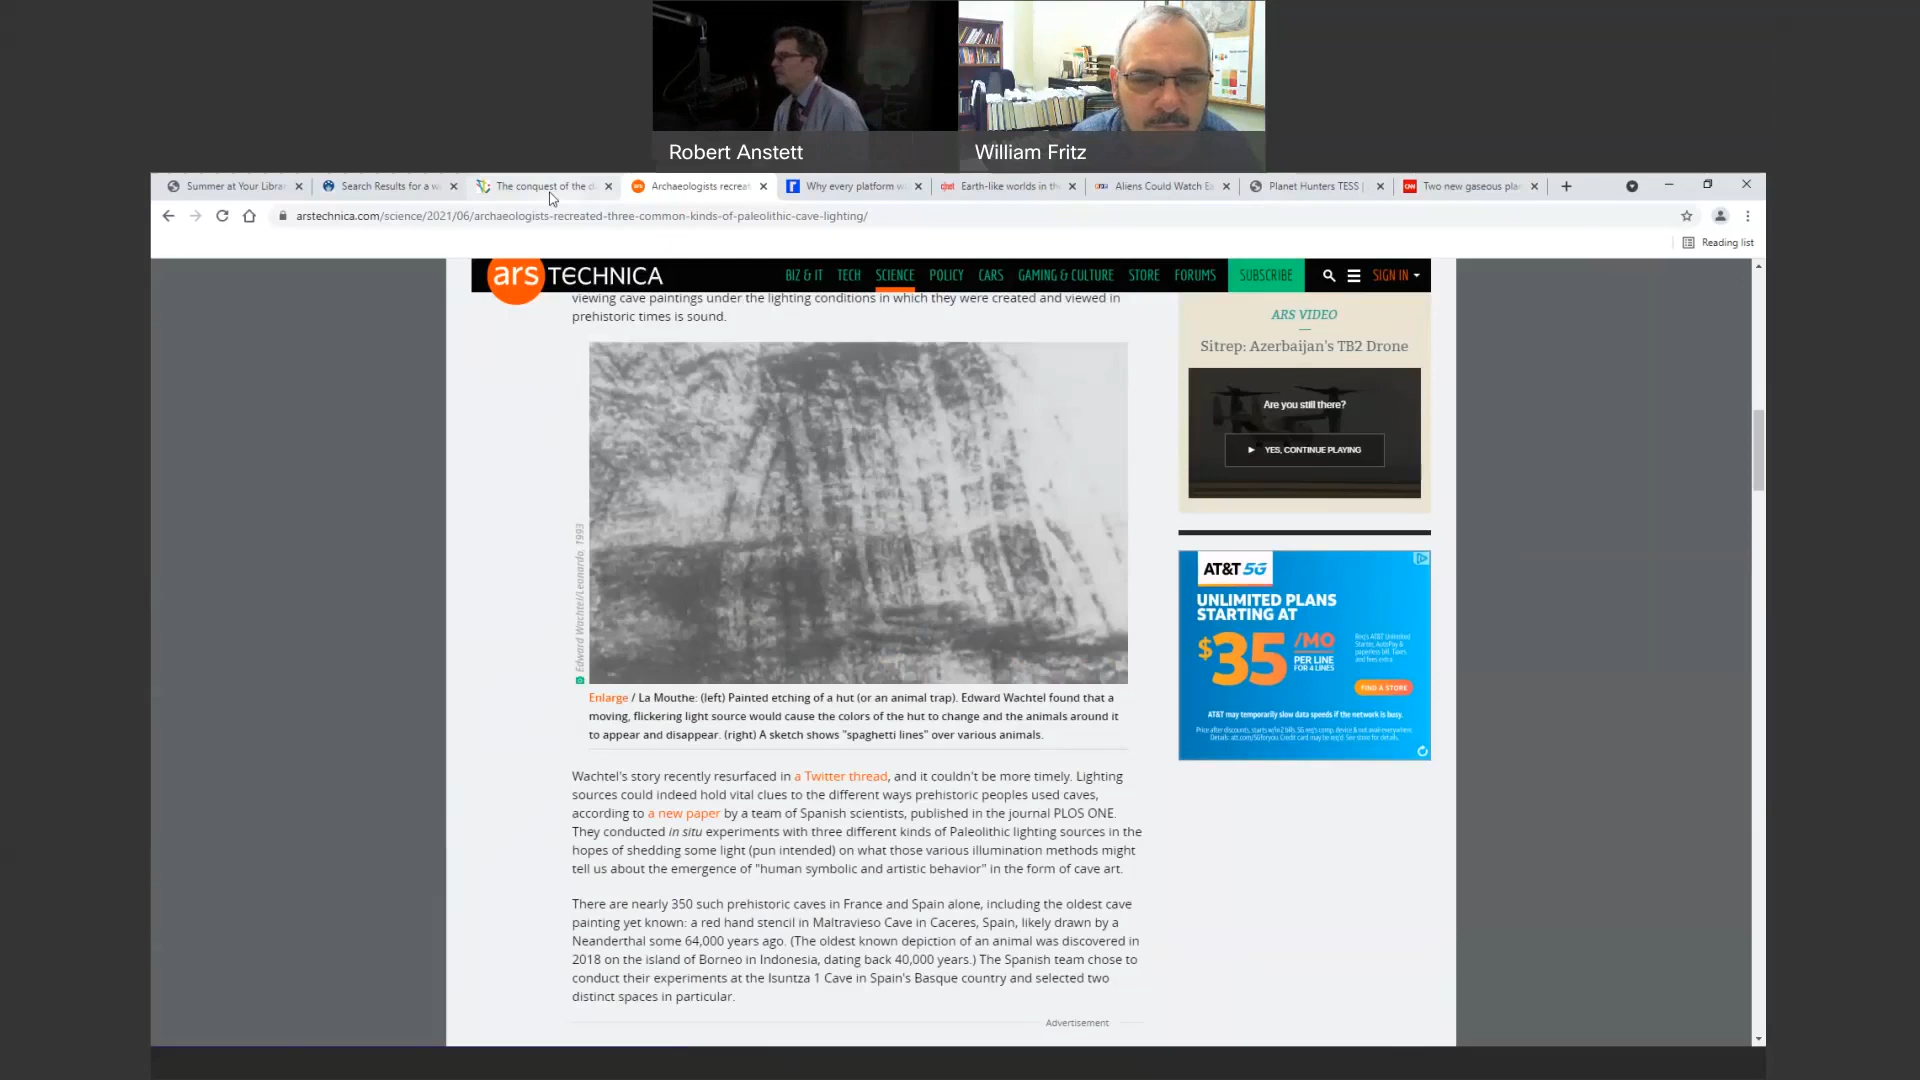 Robert Anstett
William Fritz
Summer at Your Librar
Search Results for a w
The conquest of the d
Archaeologists recreat
Why every platform w
Earth-like worlds in th
Aliens Could Watch E
Planet Hunters TESS |
Two new gaseous plan
arstechnica.com/science/2021/06/archaeologists-recreated-three-common-kinds-of-paleolithic-cave-lighting/
Reading list
ars TECHNICA
BIZ & IT TECH SCIENCE POLICY CARS GAMING & CULTURE STORE FORUMS SUBSCRIBE SIGN IN
viewing cave paintings under the lighting conditions in which they were created and viewed in
prehistoric times is sound.
Edward Wachtel/Leonardo, 1993
Enlarge / La Mouthe: (left) Painted etching of a hut (or an animal trap). Edward Wachtel found that a
moving, flickering light source would cause the colors of the hut to change and the animals around it
to appear and disappear. (right) A sketch shows "spaghetti lines" over various animals.
Wachtel's story recently resurfaced in a Twitter thread, and it couldn't be more timely. Lighting
sources could indeed hold vital clues to the different ways prehistoric peoples used caves,
according to a new paper by a team of Spanish scientists, published in the journal PLOS ONE.
They conducted in situ experiments with three different kinds of Paleolithic lighting sources in the
hopes of shedding some light (pun intended) on what those various illumination methods might
tell us about the emergence of "human symbolic and artistic behavior" in the form of cave art.
There are nearly 350 such prehistoric caves in France and Spain alone, including the oldest cave
painting yet known: a red hand stencil in Maltravieso Cave in Caceres, Spain, likely drawn by a
Neanderthal some 64,000 years ago. (The oldest known depiction of an animal was discovered in
2018 on the island of Borneo in Indonesia, dating back 40,000 years.) The Spanish team chose to
conduct their experiments at the Isuntza 1 Cave in Spain's Basque country and selected two
distinct spaces in particular.
Advertisement
ARS VIDEO
Sitrep: Azerbaijan's TB2 Drone
Are you still there?
YES, CONTINUE PLAYING
AT&T 5G
UNLIMITED PLANS
STARTING AT
$35 /MO
PER LINE
FOR 4 LINES
Req's AT&T Unlimited
Starter, AutoPay &
paperless bill. Taxes
and fees extra.
FIND A STORE
AT&T may temporarily slow data speeds if the network is busy.